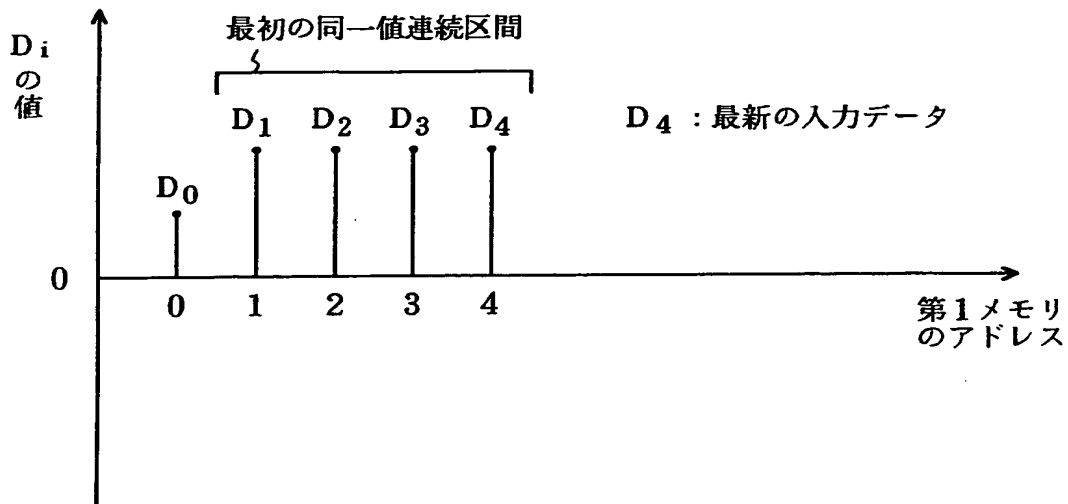 Di
の
値
最初の同一値連続区間
D1 D2 D3 D4
D4：最新の入力データ
D0
0
0 1 2 3 4
第1メモリ
のアドレス